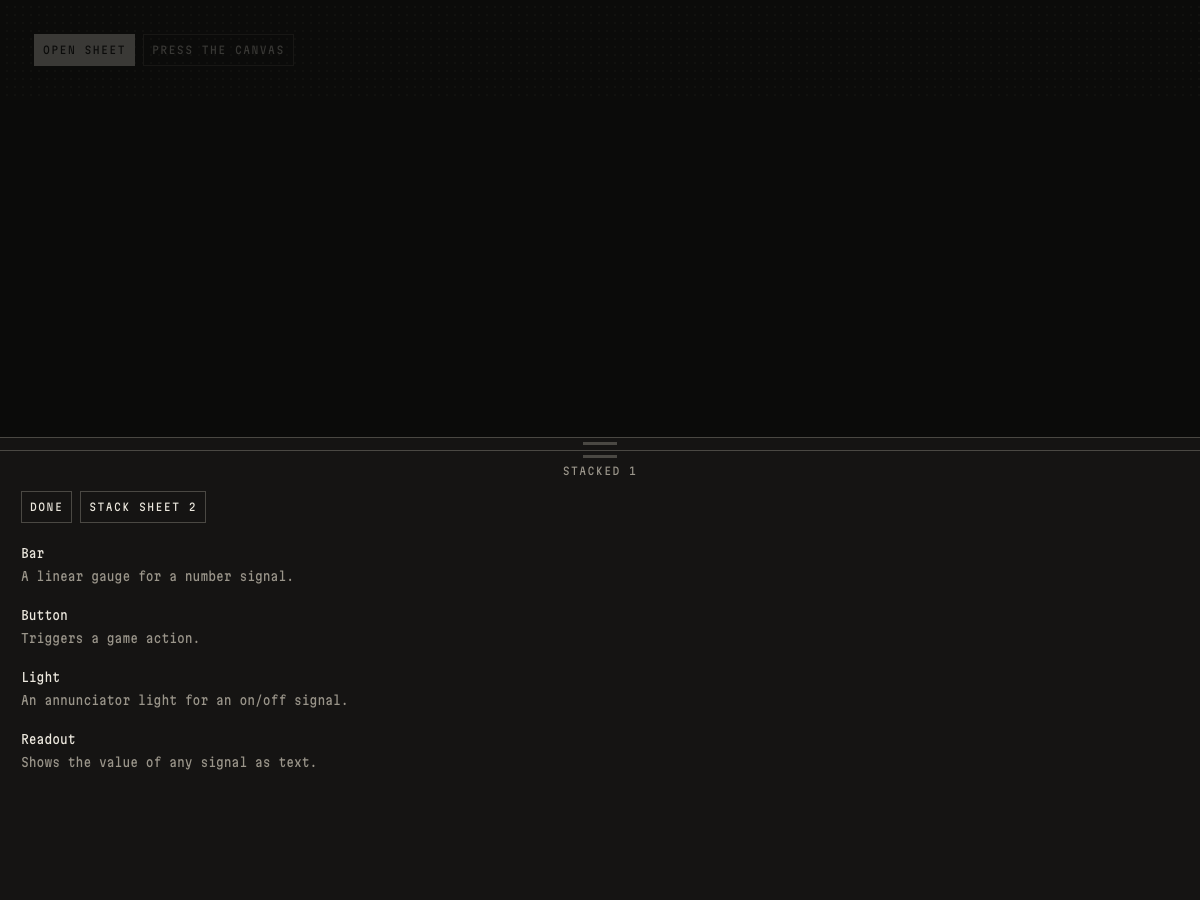 OPEN SHEET PRESS THE CANVAS
STACKED 1
DONE STACK SHEET 2
Bar
A linear gauge for a number signal.
Button
Triggers a game action.
Light
An annunciator light for an on/off signal.
Readout
Shows the value of any signal as text.